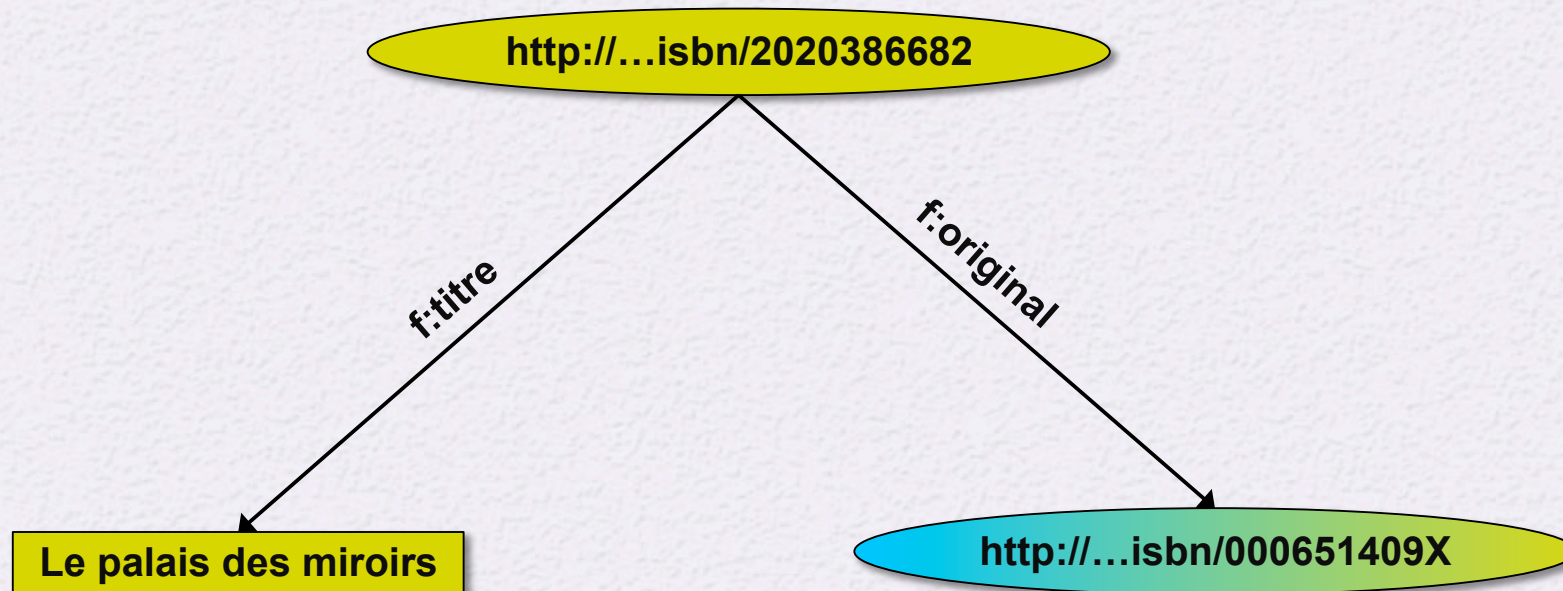 http://…isbn/2020386682
f:titre
f:original
Le palais des miroirs
http://…isbn/000651409X